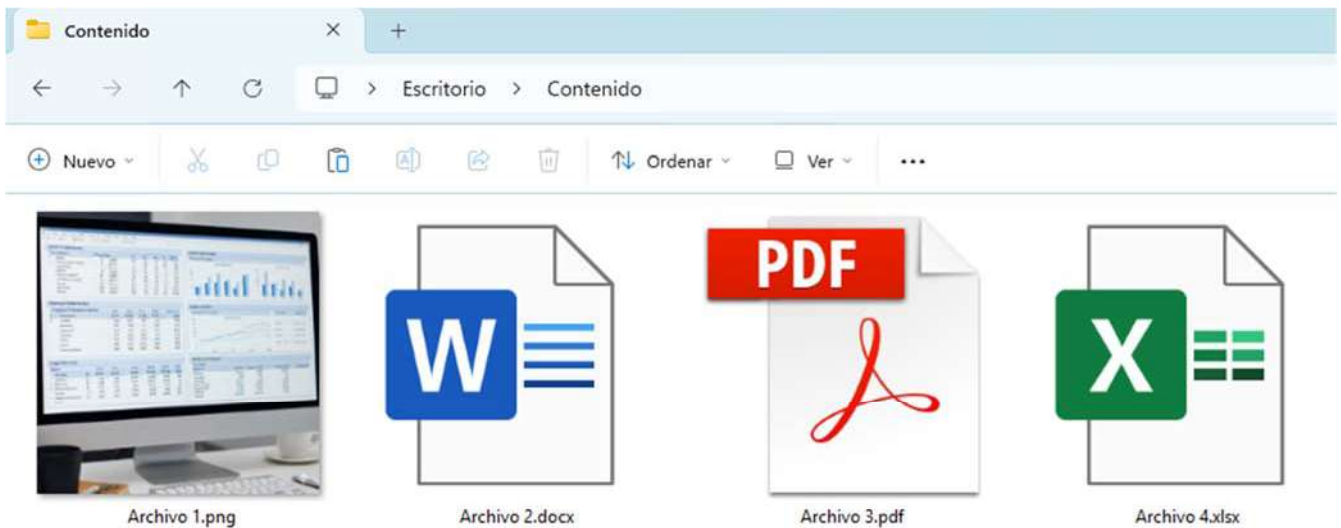 Contenido
Escritorio > Contenido
Nuevo Ordenar Ver
PDF
W
X
Archivo 1.png Archivo 2.docx Archivo 3.pdf Archivo 4.xlsx